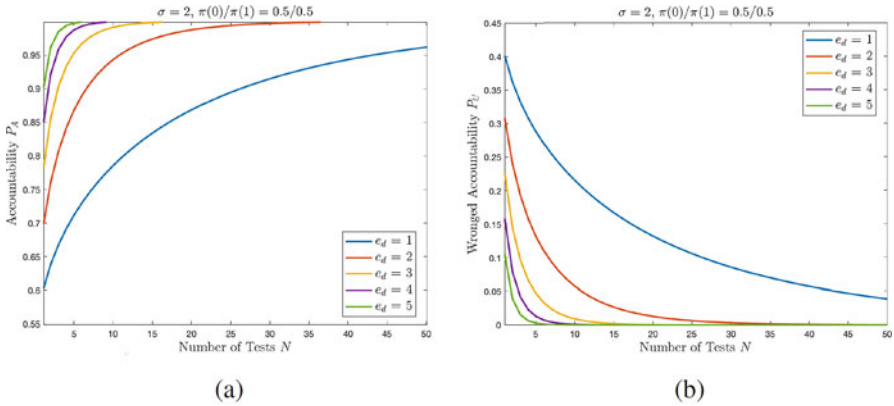 σ = 2, π(0)/π(1) = 0.5/0.5
Accountability P_A
0.95
0.9
0.85
0.8
0.75
0.7
0.65
0.6
0.55
e_d = 1
e_d = 2
e_d = 3
e_d = 4
e_d = 5
5 10 15 20 25 30 35 40 45 50
Number of Tests N
(a)
σ = 2, π(0)/π(1) = 0.5/0.5
Wronged Accountability P_U
0.45
0.4
0.35
0.3
0.25
0.2
0.15
0.1
0.05
0
e_d = 1
e_d = 2
e_d = 3
e_d = 4
e_d = 5
5 10 15 20 25 30 35 40 45 50
Number of Tests N
(b)